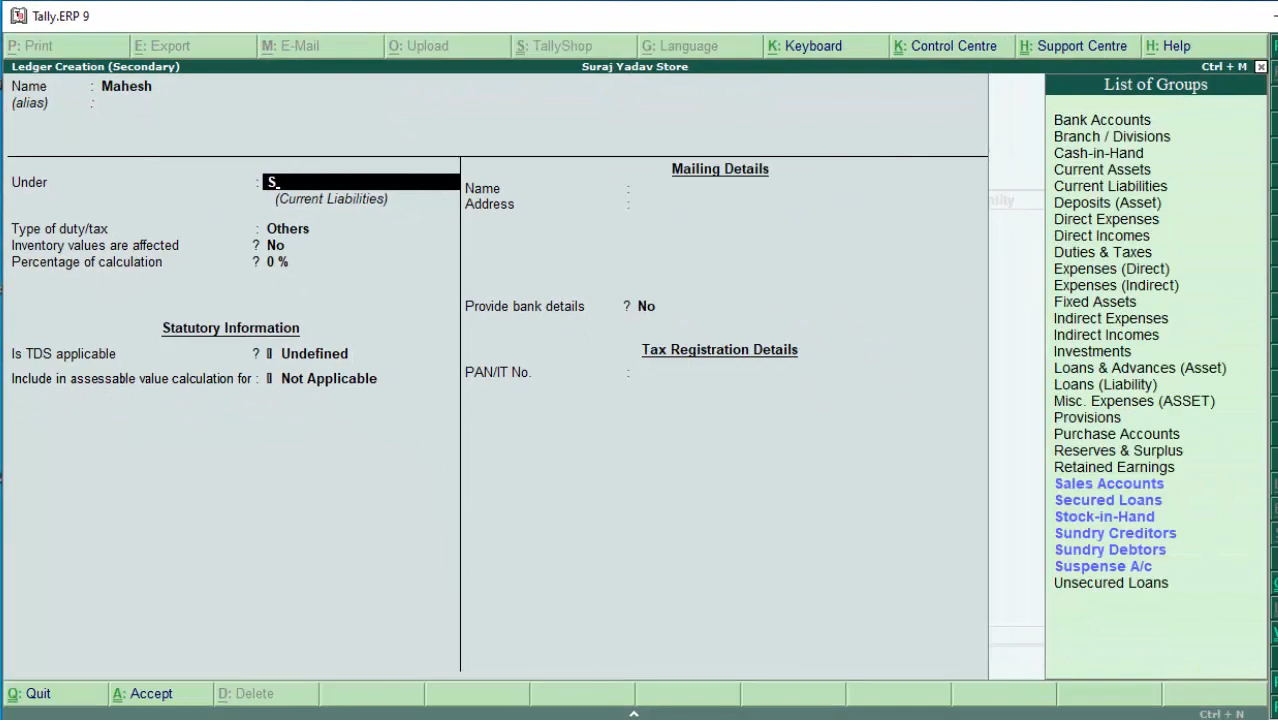 Tally.ERP 9
P: Print E: Export M: E-Mail O: Upload S: TallyShop G: Language K: Keyboard K: Control Centre H: Support Centre H: Help
Ledger Creation (Secondary) Suraj Yadav Store Ctrl + M
Name : Mahesh
(alias) :
Under : S
(Current Liabilities)
Type of duty/tax : Others
Inventory values are affected ? No
Percentage of calculation ? 0 %
Statutory Information
Is TDS applicable ? Undefined
Include in assessable value calculation for : Not Applicable
Mailing Details
Name :
Address :
Provide bank details ? No
Tax Registration Details
PAN/IT No. :
List of Groups
Bank Accounts
Branch / Divisions
Cash-in-Hand
Current Assets
Current Liabilities
Deposits (Asset)
Direct Expenses
Direct Incomes
Duties & Taxes
Expenses (Direct)
Expenses (Indirect)
Fixed Assets
Indirect Expenses
Indirect Incomes
Investments
Loans & Advances (Asset)
Loans (Liability)
Misc. Expenses (ASSET)
Provisions
Purchase Accounts
Reserves & Surplus
Retained Earnings
Sales Accounts
Secured Loans
Stock-in-Hand
Sundry Creditors
Sundry Debtors
Suspense A/c
Unsecured Loans
Q: Quit A: Accept D: Delete
Ctrl + N